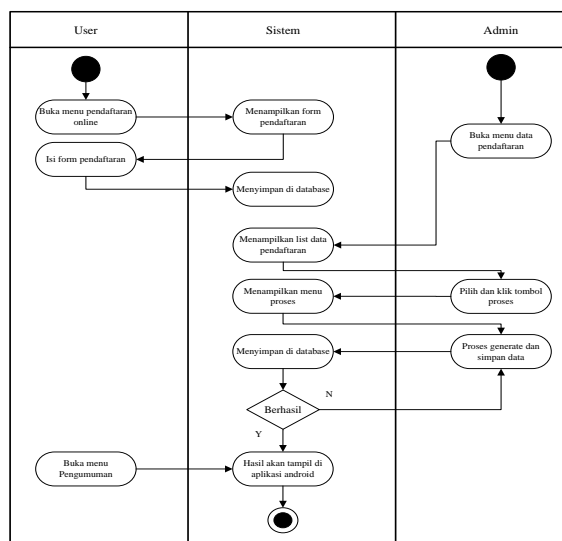 User
Sistem
Admin
Buka menu pendaftaran
online
Menampilkan form
pendaftaran
Buka menu data
pendaftaran
Isi form pendaftaran
Menyimpan di database
Menampilkan list data
pendaftaran
Pilih dan klik tombol
proses
Menampilkan menu
proses
Proses generate dan
simpan data
Menyimpan di database
Berhasil
N
Y
Buka menu
Pengumuman
Hasil akan tampil di
aplikasi android